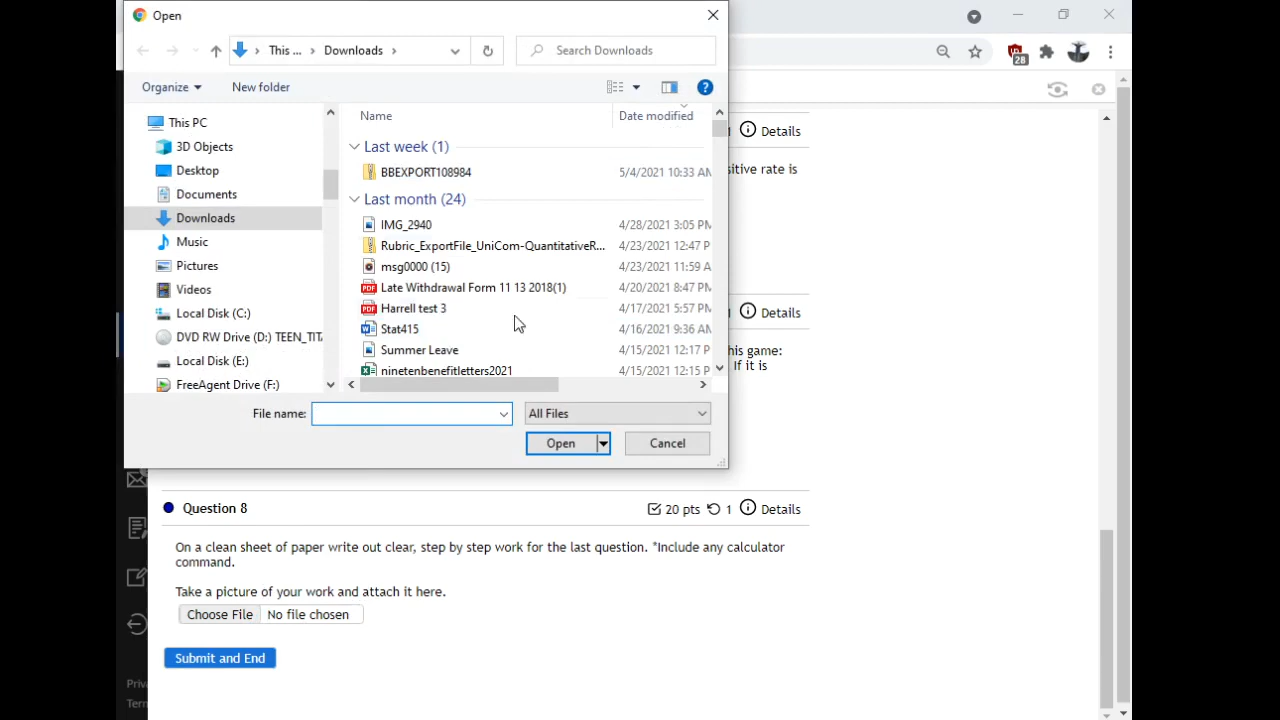 Open
This ... > Downloads >
Search Downloads
28
Organize
New folder
?
This PC
3D Objects
Desktop
Documents
Downloads
Music
Pictures
Videos
Local Disk (C:)
DVD RW Drive (D:) TEEN_TIT
Local Disk (E:)
FreeAgent Drive (F:)
Name Date modified
Last week (1)
BBEXPORT108984 5/4/2021 10:33 AM
Last month (24)
IMG_2940 4/28/2021 3:05 PM
Rubric_ExportFile_UniCom-QuantitativeR... 4/23/2021 12:47 P
msg0000 (15) 4/23/2021 11:59 A
Late Withdrawal Form 11 13 2018(1) 4/20/2021 8:47 PM
Harrell test 3 4/17/2021 5:57 PM
Stat415 4/16/2021 9:36 AM
Summer Leave 4/15/2021 12:17 P
ninetenbenefitletters2021 4/15/2021 12:15 P
File name:
All Files
Open
Cancel
Details
sitive rate is
Details
his game:
If it is
Question 8
20 pts 1 Details
On a clean sheet of paper write out clear, step by step work for the last question. *Include any calculator
command.
Take a picture of your work and attach it here.
Choose File No file chosen
Submit and End
Priv
Term